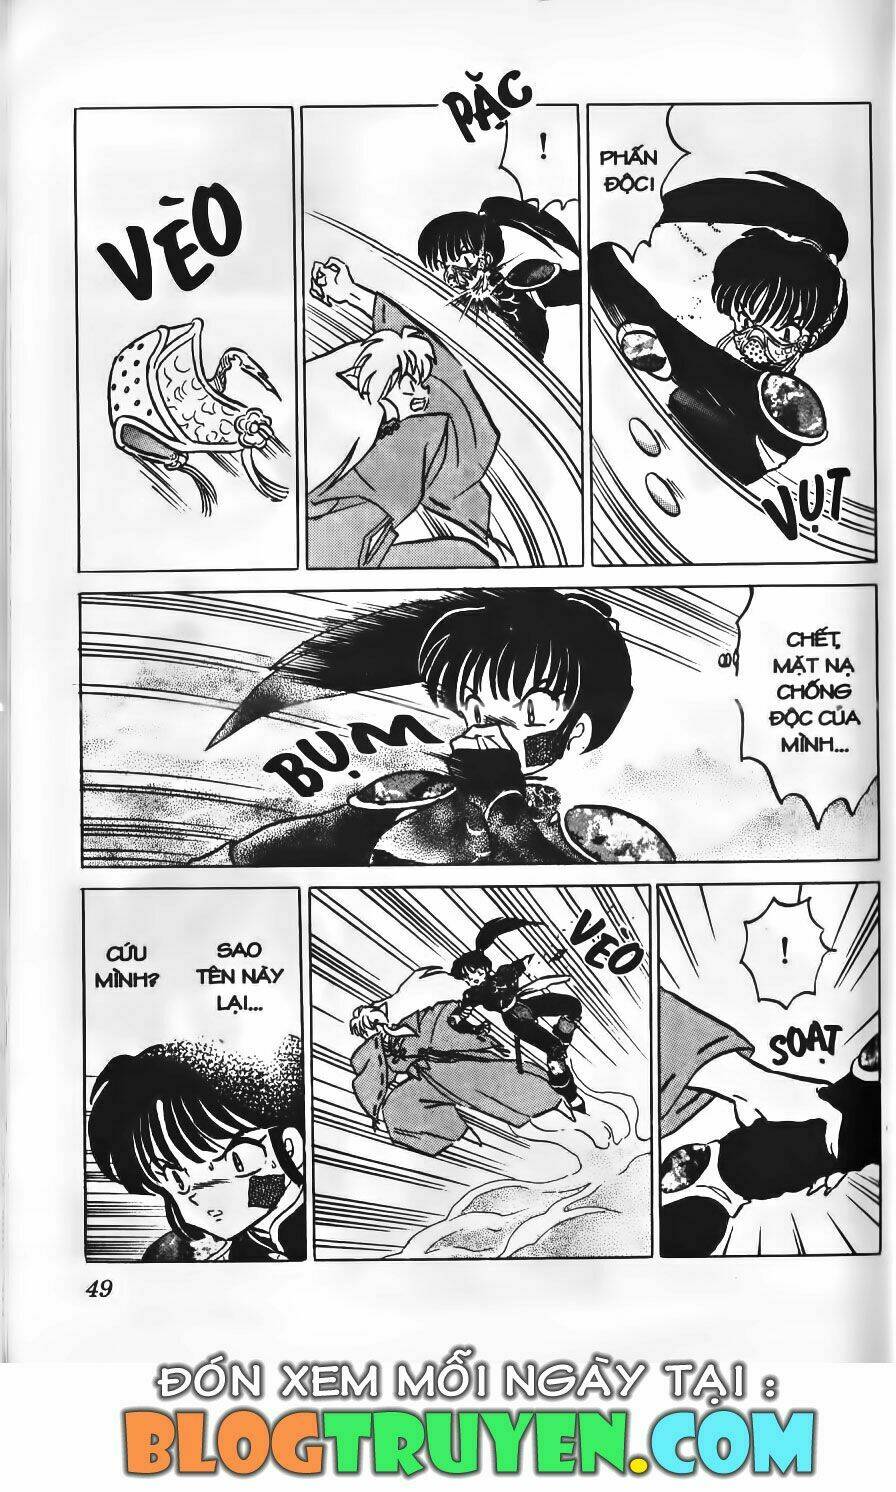 PHẤN
ĐỘC!
VỤT
PẶC
!
VÈO
CHẾT,
MẶT NẠ
CHỐNG
ĐỘC CỦA
MÌNH...
BỤM
!
SOẠT
VÈO
SAO
TÊN NÀY
LẠI...
CỨU
MÌNH?
49
ĐÓN XEM MỖI NGÀY TẠI :
BLOGTRUYEN.COM